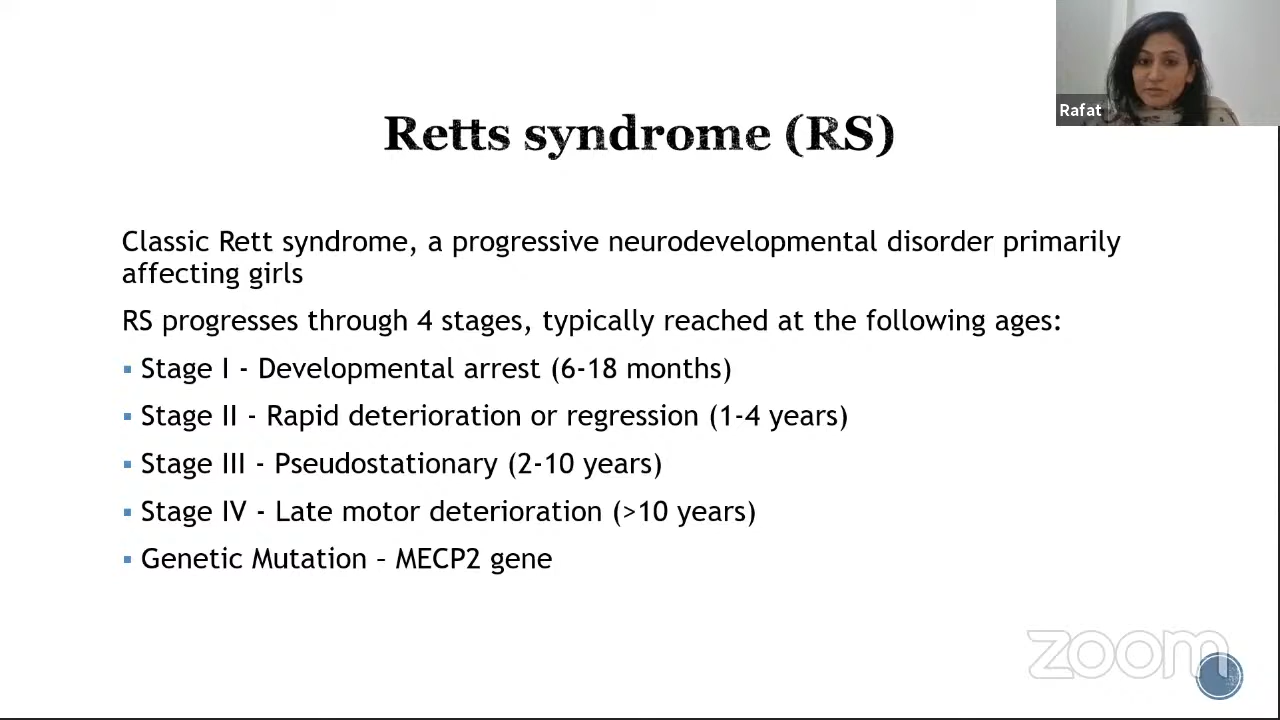 Rafat
Retts syndrome (RS)
Classic Rett syndrome, a progressive neurodevelopmental disorder primarily
affecting girls
RS progresses through 4 stages, typically reached at the following ages:
▪ Stage I - Developmental arrest (6-18 months)
▪ Stage II - Rapid deterioration or regression (1-4 years)
▪ Stage III - Pseudostationary (2-10 years)
▪ Stage IV - Late motor deterioration (>10 years)
▪ Genetic Mutation – MECP2 gene
zoom